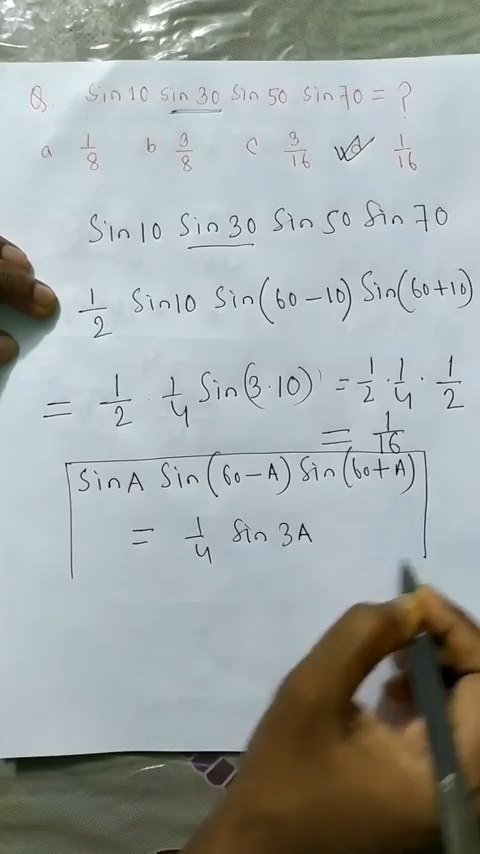 Q. Sin 10 sin 30 Sin 50 Sin 70 = ?
a 1/8 b 3/8 c 3/16 d 1/16
Sin 10 Sin 30 Sin 50 Sin 70
1/2 Sin 10 Sin(60-10) Sin(60+10)
= 1/2 . 1/4 Sin(3.10) = 1/2 . 1/4 . 1/2
= 1/16
Sin A Sin(60-A) Sin(60+A)
= 1/4 Sin 3A